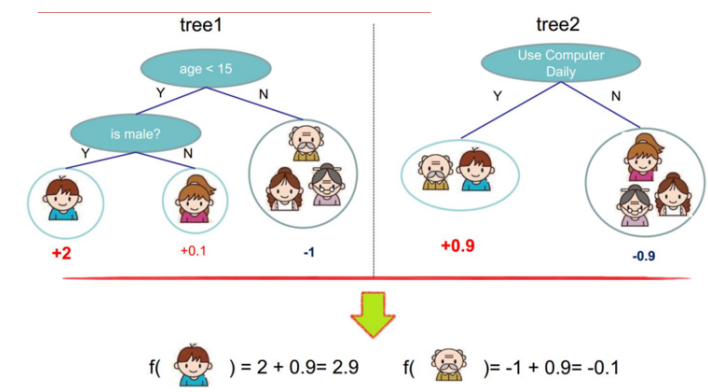 tree1
tree2
age < 15
Use Computer
Daily
Y
N
Y
N
is male?
Y
N
+2
+0.1
-1
+0.9
-0.9
f( ) = 2 + 0.9= 2.9
f( )= -1 + 0.9= -0.1